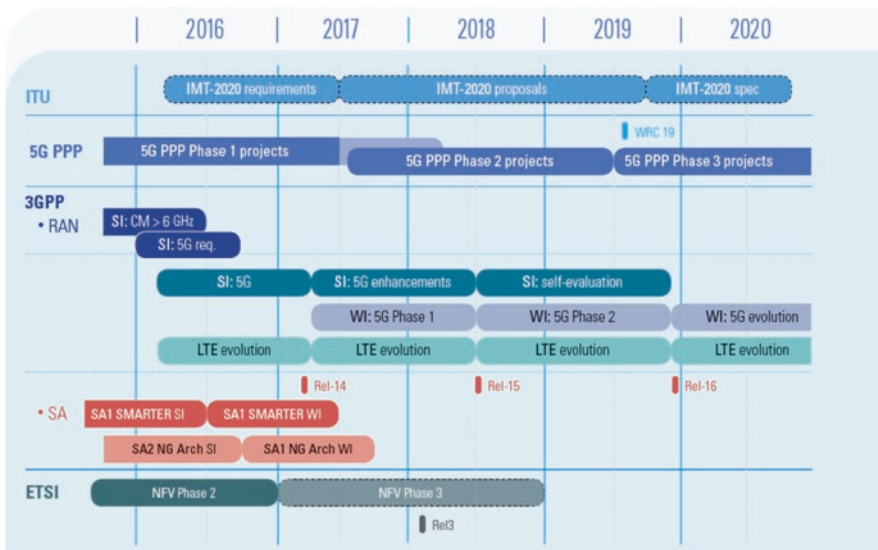 2016 2017 2018 2019 2020
ITU
IMT-2020 requirements IMT-2020 proposals IMT-2020 spec
WRC 19
5G PPP
5G PPP Phase 1 projects
5G PPP Phase 2 projects 5G PPP Phase 3 projects
3GPP
• RAN
SI: CM > 6 GHz
SI: 5G req.
SI: 5G SI: 5G enhancements SI: self-evaluation
WI: 5G Phase 1 WI: 5G Phase 2 WI: 5G evolution
LTE evolution LTE evolution LTE evolution LTE evolution
Rel-14 Rel-15 Rel-16
• SA
SA1 SMARTER SI SA1 SMARTER WI
SA2 NG Arch SI SA1 NG Arch WI
ETSI
NFV Phase 2 NFV Phase 3
Rel3